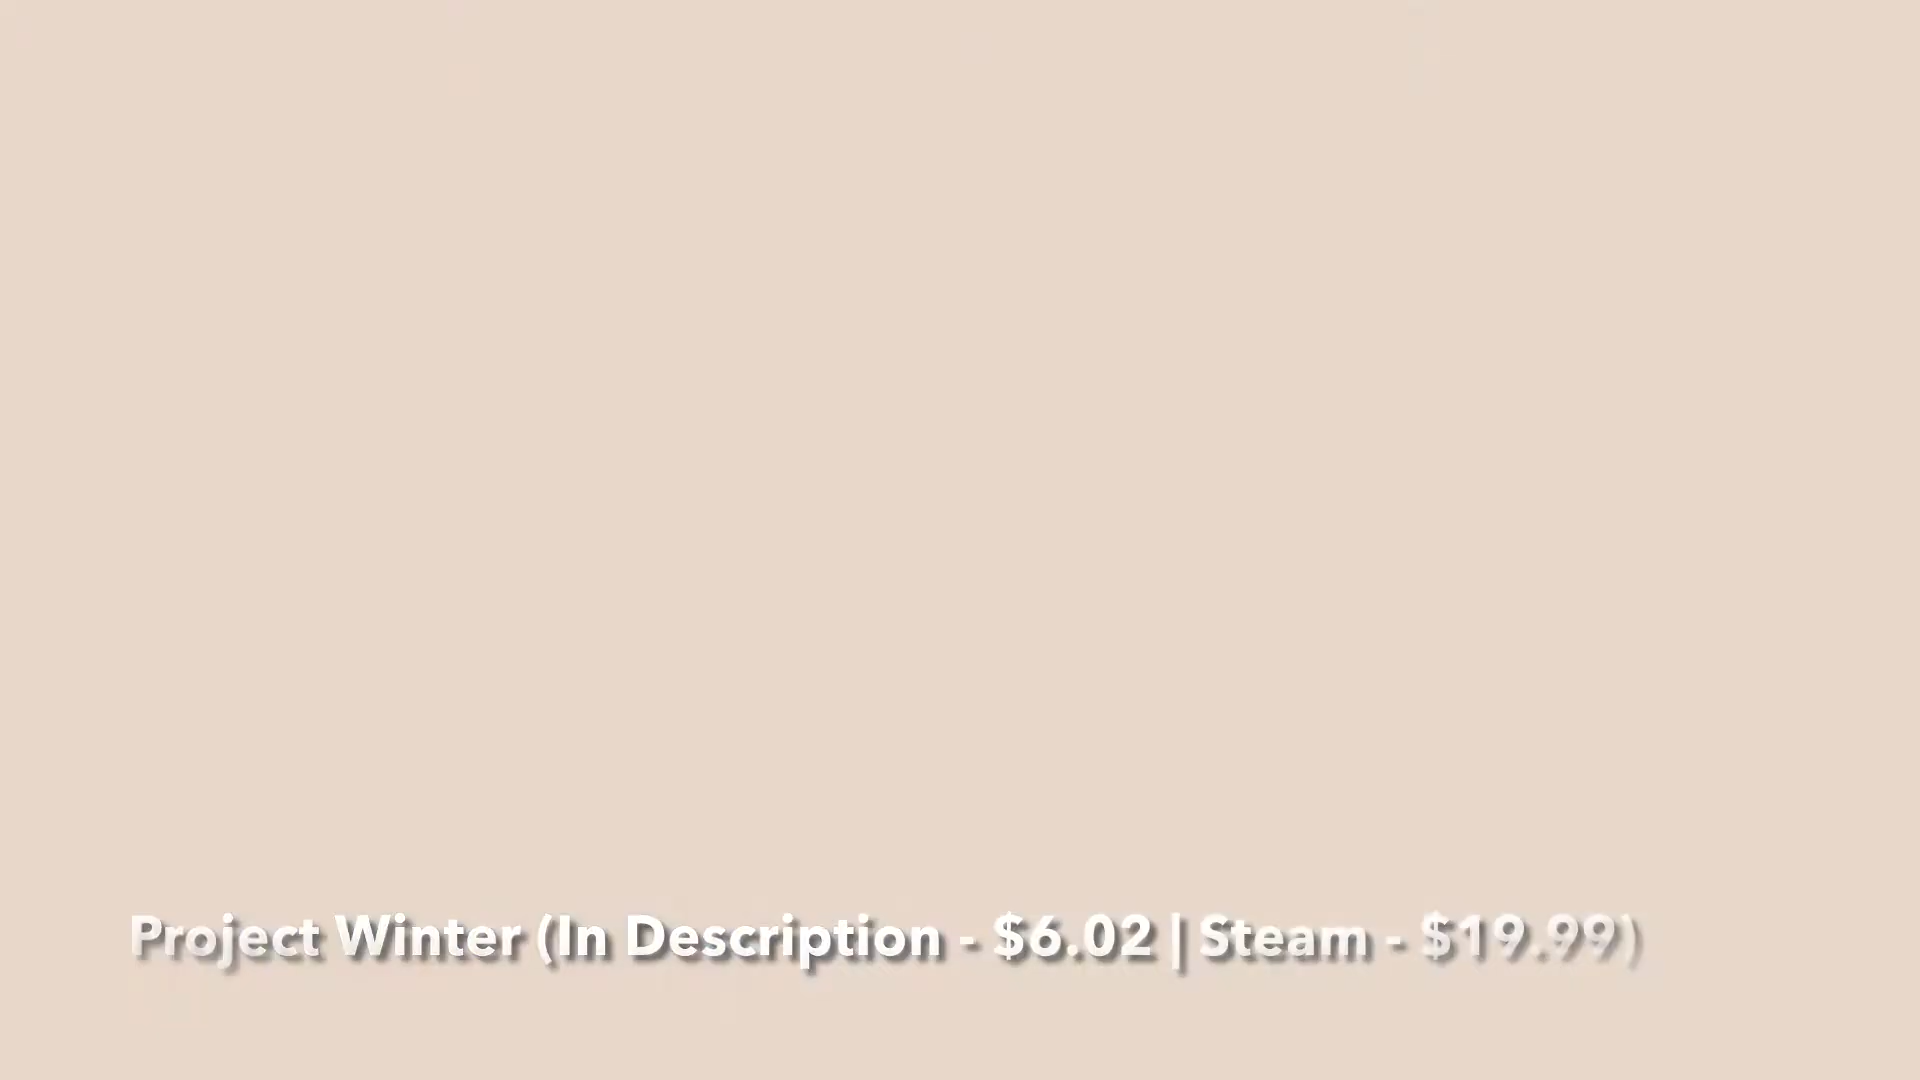 Project Winter (In Description - $6.02 | Steam - $19.99)